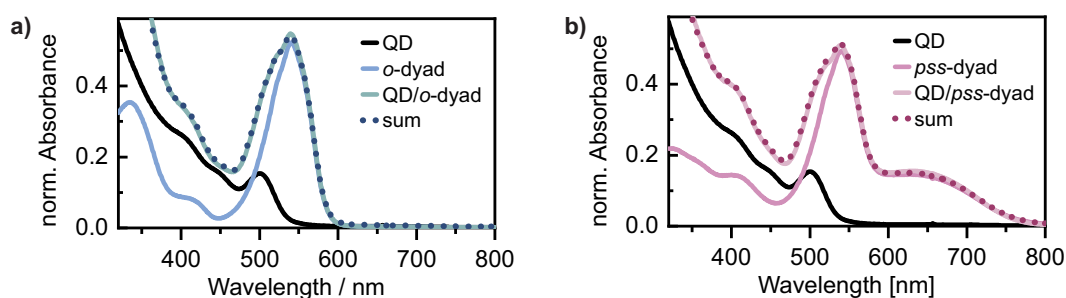 a)
norm. Absorbance
0.4
0.2
0.0
QD
o-dyad
QD/o-dyad
sum
400 500 600 700 800
Wavelength / nm
b)
norm. Absorbance
0.4
0.2
0.0
QD
pss-dyad
QD/pss-dyad
sum
400 500 600 700 800
Wavelength [nm]